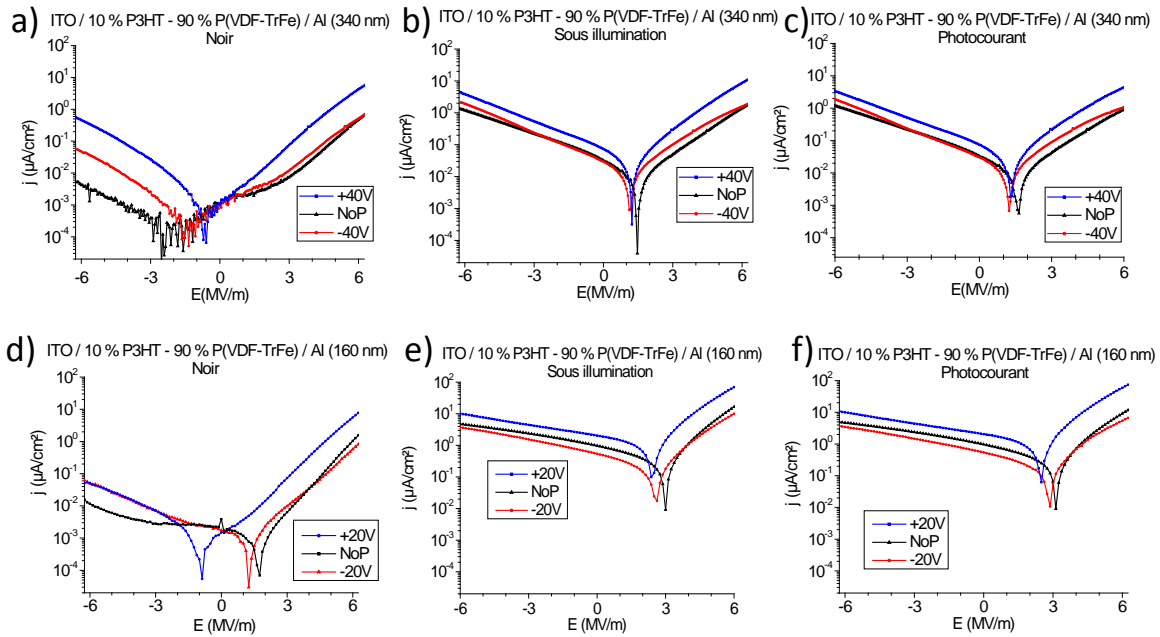 a) ITO / 10 % P3HT - 90 % P(VDF-TrFe) / Al (340 nm)
Noir
10²
10¹
10⁰
10⁻¹
10⁻²
10⁻³
10⁻⁴
j (µA/cm²)
+40V
NoP
-40V
-6 -3 0 3 6
E(MV/m)
b) ITO / 10 % P3HT - 90 % P(VDF-TrFe) / Al (340 nm)
Sous illumination
10²
10¹
10⁰
10⁻¹
10⁻²
10⁻³
10⁻⁴
j (µA/cm²)
+40V
NoP
-40V
-6 -3 0 3 6
E(MV/m)
c) ITO / 10 % P3HT - 90 % P(VDF-TrFe) / Al (340 nm)
Photocourant
10²
10¹
10⁰
10⁻¹
10⁻²
10⁻³
10⁻⁴
j (µA/cm²)
+40V
NoP
-40V
-6 -3 0 3 6
E(MV/m)
d) ITO / 10 % P3HT - 90 % P(VDF-TrFe) / Al (160 nm)
Noir
10²
10¹
10⁰
10⁻¹
10⁻²
10⁻³
10⁻⁴
j (µA/cm²)
+20V
NoP
-20V
-6 -3 0 3 6
E (MV/m)
e) ITO / 10 % P3HT - 90 % P(VDF-TrFe) / Al (160 nm)
Sous illumination
10²
10¹
10⁰
10⁻¹
10⁻²
10⁻³
10⁻⁴
j (µA/cm²)
+20V
NoP
-20V
-6 -3 0 3 6
E (MV/m)
f) ITO / 10 % P3HT - 90 % P(VDF-TrFe) / Al (160 nm)
Photocourant
10²
10¹
10⁰
10⁻¹
10⁻²
10⁻³
10⁻⁴
j (µA/cm²)
+20V
NoP
-20V
-6 -3 0 3 6
E (MV/m)